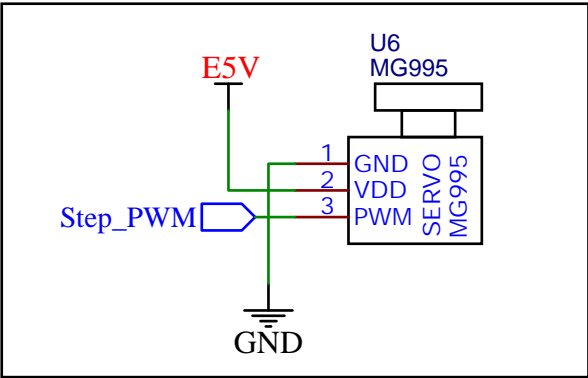 U6
MG995
E5V
1 GND
2 VDD
3 PWM
SERVO
MG995
Step_PWM
GND